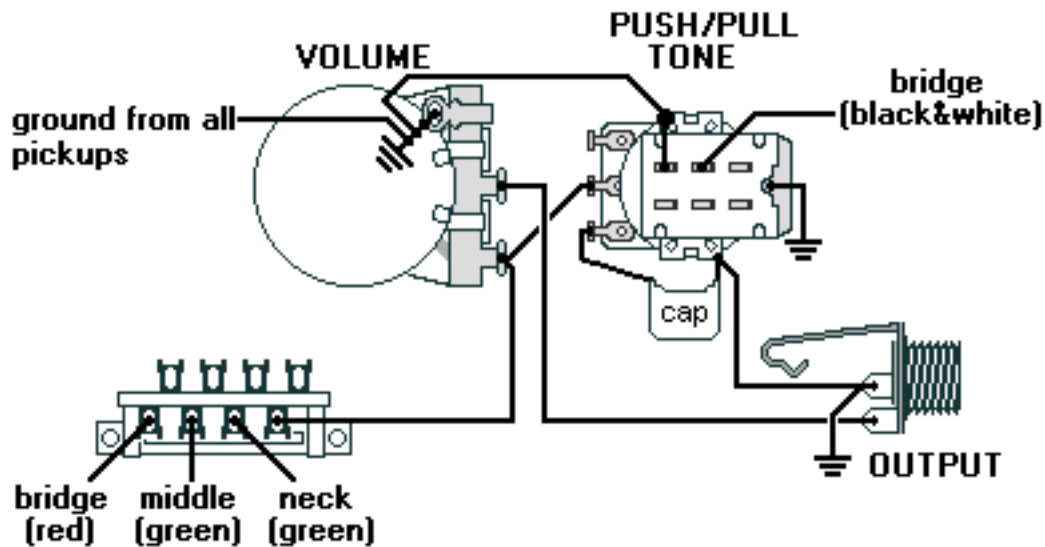 PUSH/PULL
TONE
VOLUME
bridge
(black&white)
ground from all
pickups
cap
OUTPUT
bridge
(red)
middle
(green)
neck
(green)